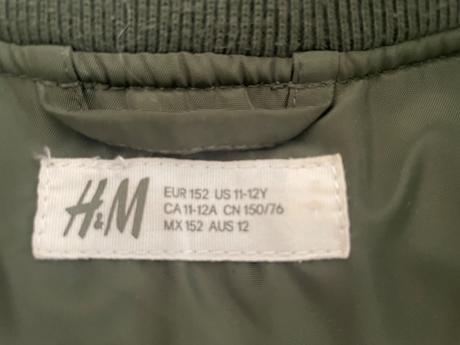 H&M
EUR 152 US 11-12Y
CA 11-12A CN 150/76
MX 152 AUS 12